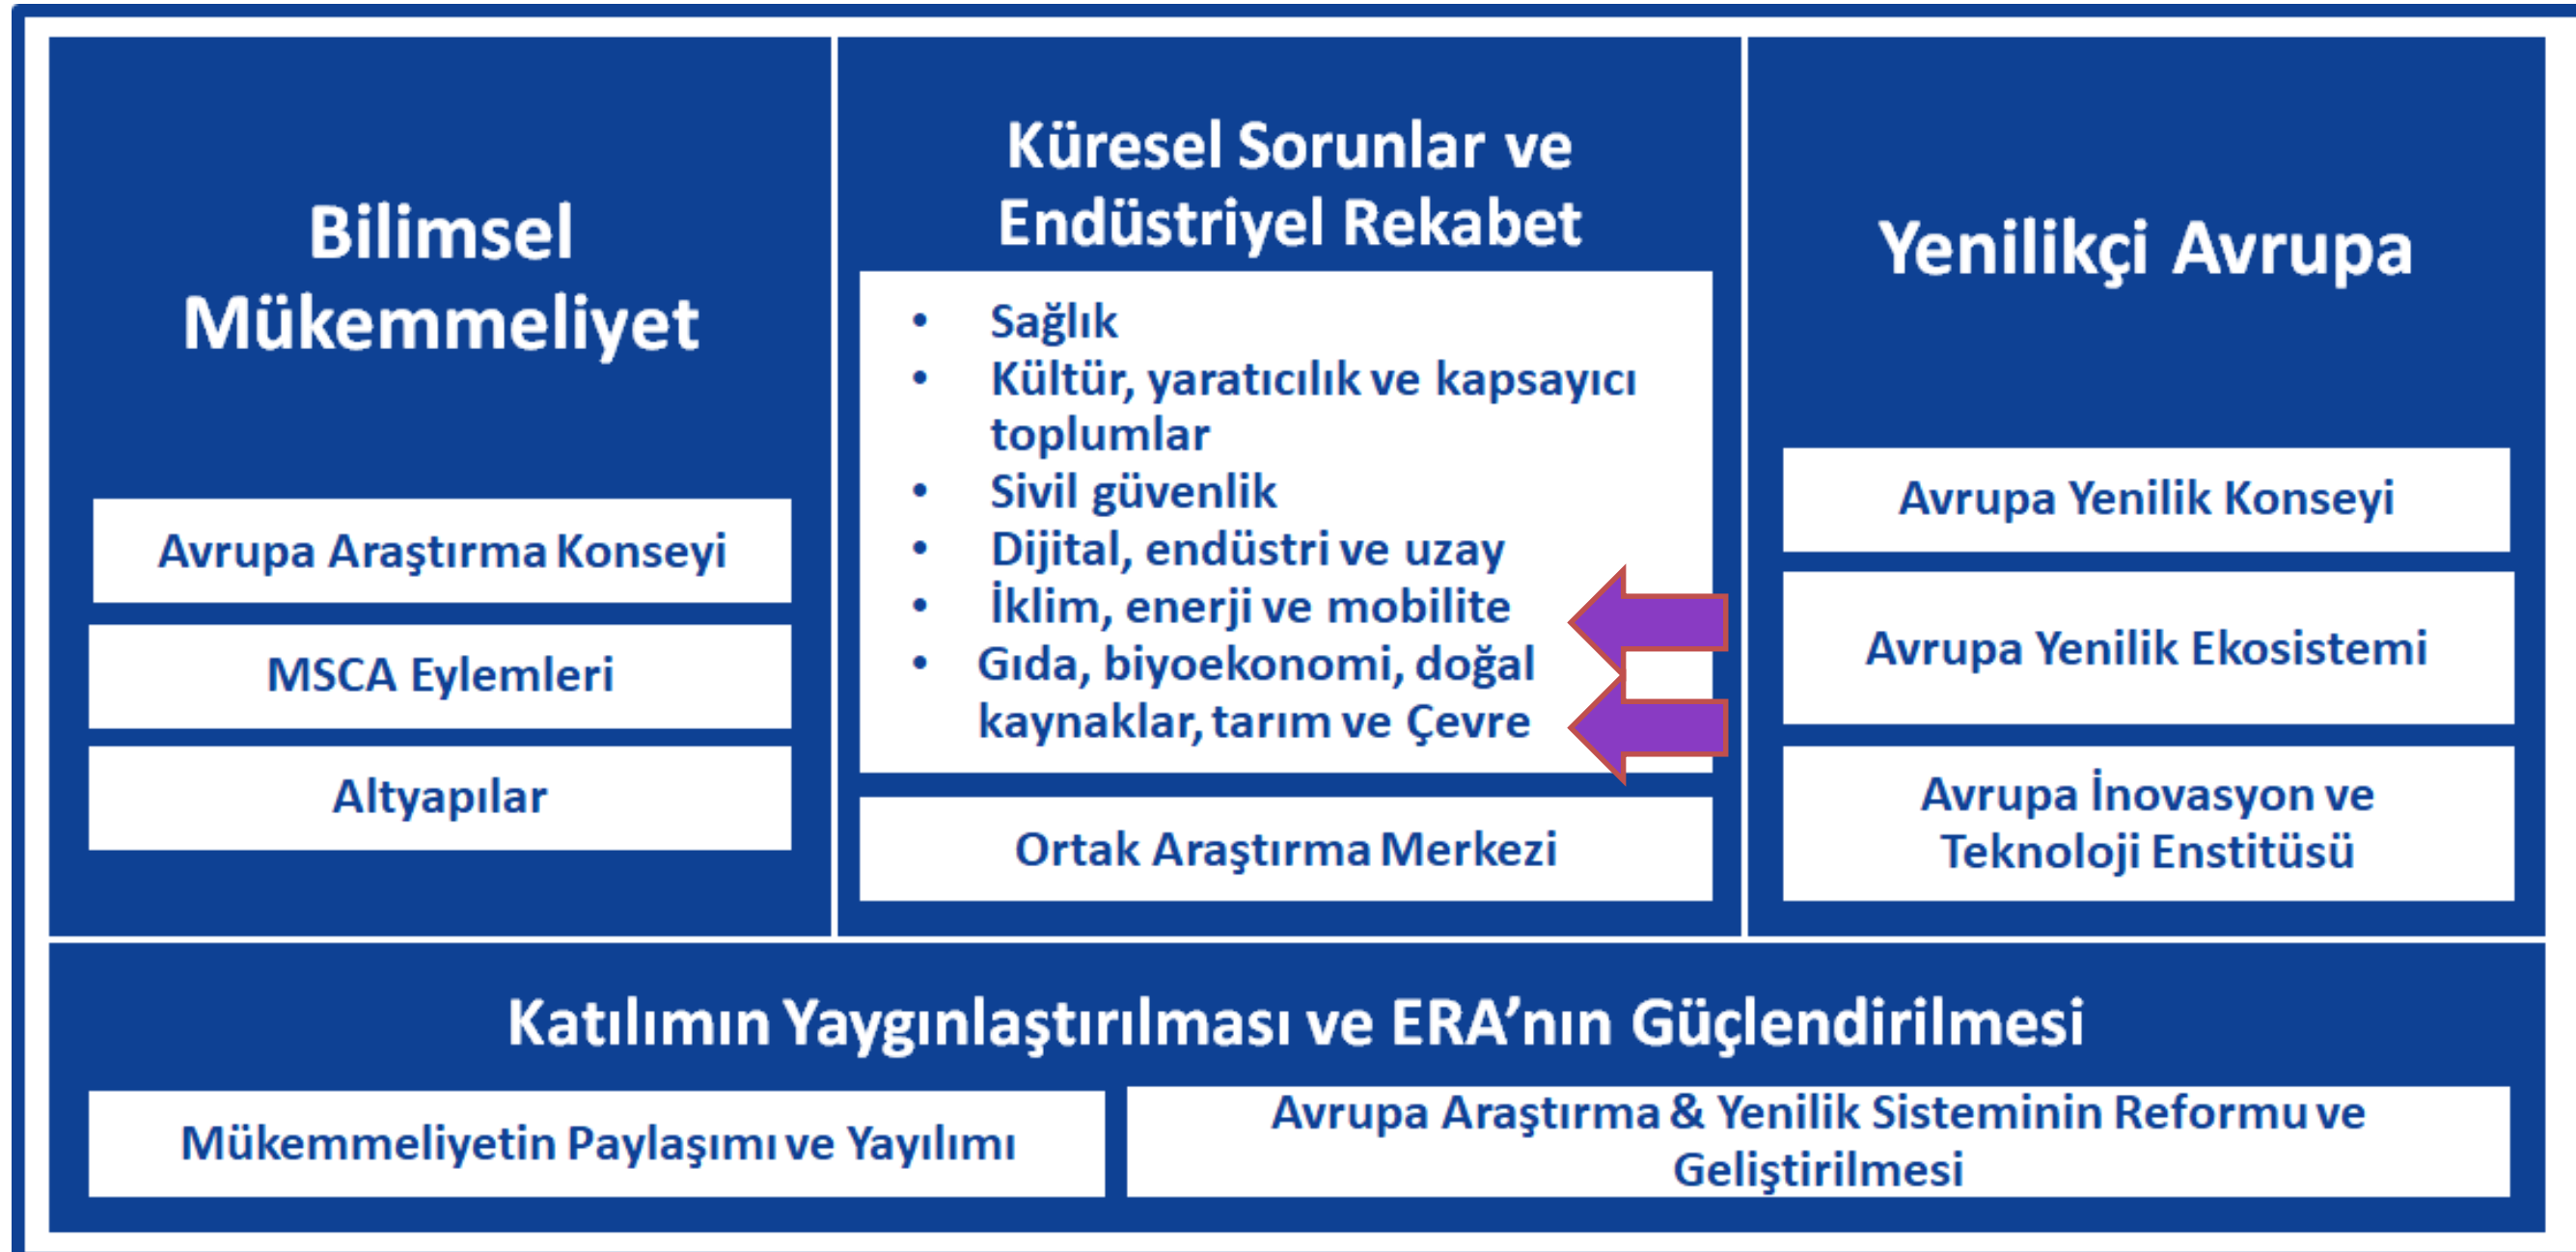 Bilimsel
Mükemmeliyet
Avrupa Araştırma Konseyi
MSCA Eylemleri
Altyapılar
Küresel Sorunlar ve
Endüstriyel Rekabet
• Sağlık
• Kültür, yaratıcılık ve kapsayıcı
toplumlar
• Sivil güvenlik
• Dijital, endüstri ve uzay
• İklim, enerji ve mobilite
• Gıda, biyoekonomi, doğal
kaynaklar, tarım ve Çevre
Ortak Araştırma Merkezi
Yenilikçi Avrupa
Avrupa Yenilik Konseyi
Avrupa Yenilik Ekosistemi
Avrupa İnovasyon ve
Teknoloji Enstitüsü
Katılımın Yaygınlaştırılması ve ERA’nın Güçlendirilmesi
Mükemmeliyetin Paylaşımı ve Yayılımı
Avrupa Araştırma & Yenilik Sisteminin Reformu ve
Geliştirilmesi